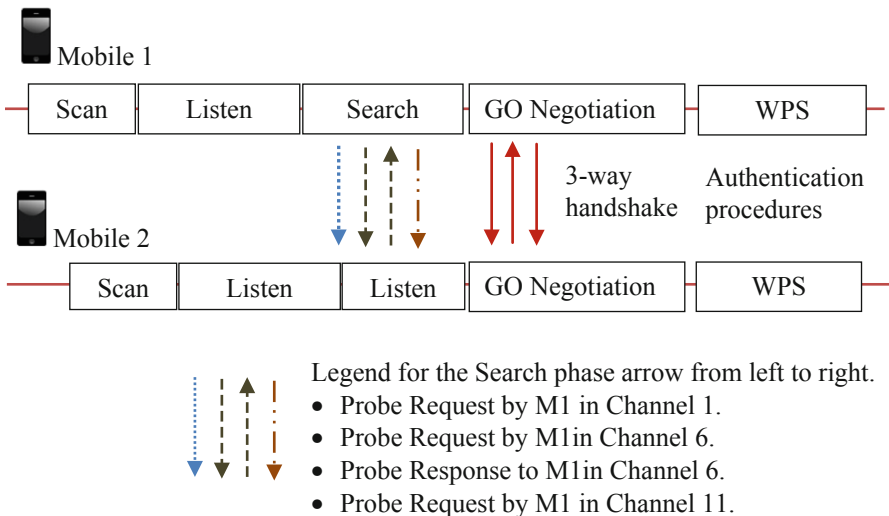 Mobile 1
Scan Listen Search GO Negotiation WPS
3-way handshake
Authentication procedures
Mobile 2
Scan Listen Listen GO Negotiation WPS
Legend for the Search phase arrow from left to right.
• Probe Request by M1 in Channel 1.
• Probe Request by M1in Channel 6.
• Probe Response to M1in Channel 6.
• Probe Request by M1 in Channel 11.